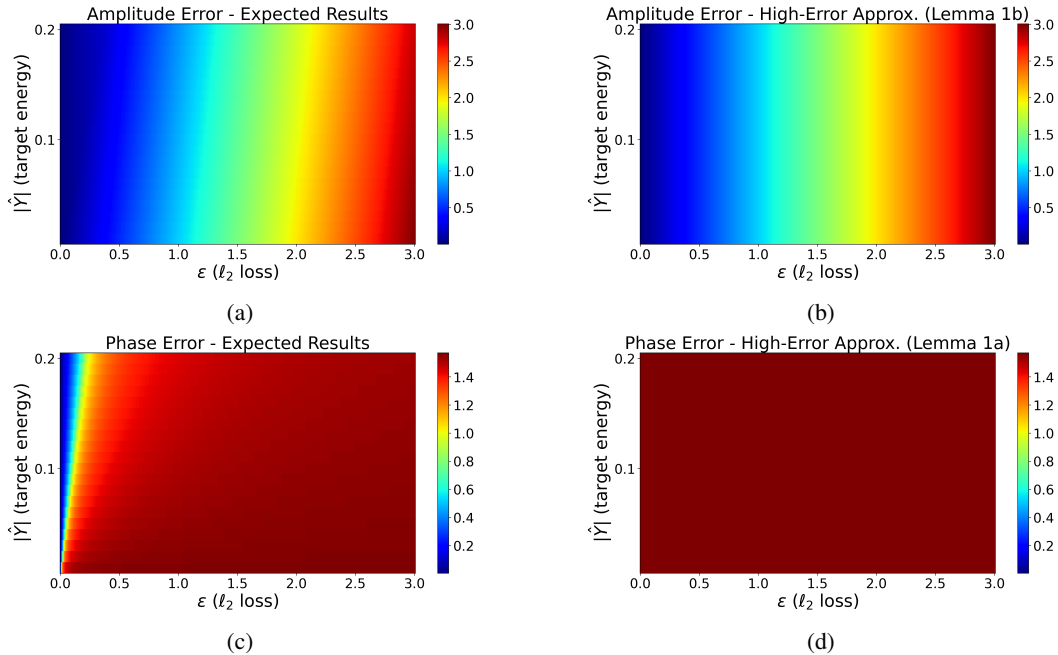 Amplitude Error - Expected Results
0.2
0.1
|Ŷ| (target energy)
0.0 0.5 1.0 1.5 2.0 2.5 3.0
ε (ℓ₂ loss)
3.0
2.5
2.0
1.5
1.0
0.5
(a)
Amplitude Error - High-Error Approx. (Lemma 1b)
0.2
0.1
|Ŷ| (target energy)
0.0 0.5 1.0 1.5 2.0 2.5 3.0
ε (ℓ₂ loss)
3.0
2.5
2.0
1.5
1.0
0.5
(b)
Phase Error - Expected Results
0.2
0.1
|Ŷ| (target energy)
0.0 0.5 1.0 1.5 2.0 2.5 3.0
ε (ℓ₂ loss)
1.4
1.2
1.0
0.8
0.6
0.4
0.2
(c)
Phase Error - High-Error Approx. (Lemma 1a)
0.2
0.1
|Ŷ| (target energy)
0.0 0.5 1.0 1.5 2.0 2.5 3.0
ε (ℓ₂ loss)
1.4
1.2
1.0
0.8
0.6
0.4
0.2
(d)